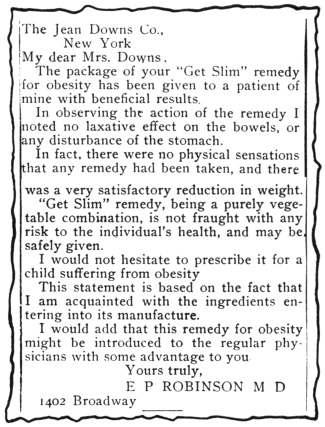 The Jean Downs Co.,
New York
My dear Mrs. Downs,
The package of your "Get Slim" remedy
for obesity has been given to a patient of
mine with beneficial results.
In observing the action of the remedy I
noted no laxative effect on the bowels, or
any disturbance of the stomach.
In fact, there were no physical sensations
that any remedy had been taken, and there
was a very satisfactory reduction in weight.
"Get Slim" remedy, being a purely vege-
table combination, is not fraught with any
risk to the individual's health, and may be
safely given.
I would not hesitate to prescribe it for a
child suffering from obesity
This statement is based on the fact that
I am acquainted with the ingredients en-
tering into its manufacture.
I would add that this remedy for obesity
might be introduced to the regular phy-
sicians with some advantage to you
Yours truly,
E P ROBINSON M D
1402 Broadway